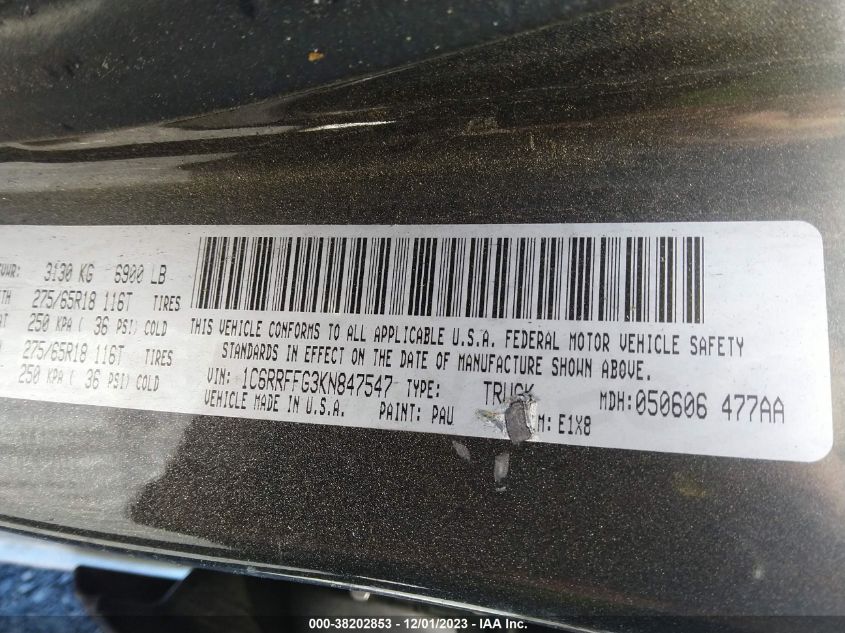 3130 KG 6900 LB
275/65R18 116T TIRES
250 KPA ( 36 PSI) COLD
275/65R18 116T TIRES
250 KPA ( 36 PSI) COLD
THIS VEHICLE CONFORMS TO ALL APPLICABLE U.S.A. FEDERAL MOTOR VEHICLE SAFETY
STANDARDS IN EFFECT ON THE DATE OF MANUFACTURE SHOWN ABOVE.
VIN: 1C6RRFFG3KN847547 TYPE: TRUCK MDH:050606 477AA
VEHICLE MADE IN U.S.A. PAINT: PAU M: E1X8
000-38202853 - 12/01/2023 - IAA Inc.